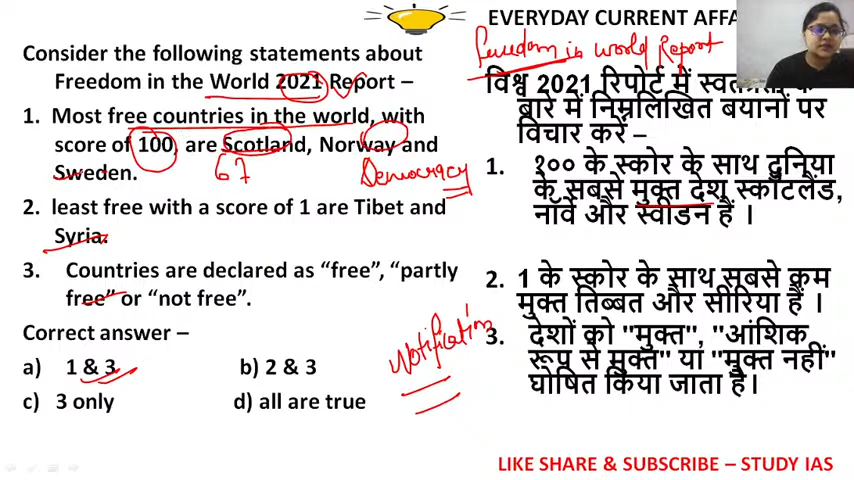 EVERYDAY CURRENT AFFA
Freedom in World Report
Consider the following statements about
Freedom in the World 2021 Report –
1. Most free countries in the world, with
score of 100, are Scotland, Norway and
Sweden.
67
Democracy
2. least free with a score of 1 are Tibet and
Syria.
3. Countries are declared as “free”, “partly
free” or “not free”.
Correct answer –
a) 1 & 3 b) 2 & 3
c) 3 only d) all are true
Notification
विश्व 2021 रिपोर्ट में स्वतंत्रता के
बारे में निम्नलिखित बयानों पर
विचार करें –
1. १०० के स्कोर के साथ दुनिया
के सबसे मुक्त देश स्कॉटलैंड,
नॉर्वे और स्वीडन हैं ।
2. 1 के स्कोर के साथ सबसे कम
मुक्त तिब्बत और सीरिया हैं ।
3. देशों को "मुक्त", "आंशिक
रूप से मुक्त" या "मुक्त नहीं"
घोषित किया जाता है।
LIKE SHARE & SUBSCRIBE – STUDY IAS